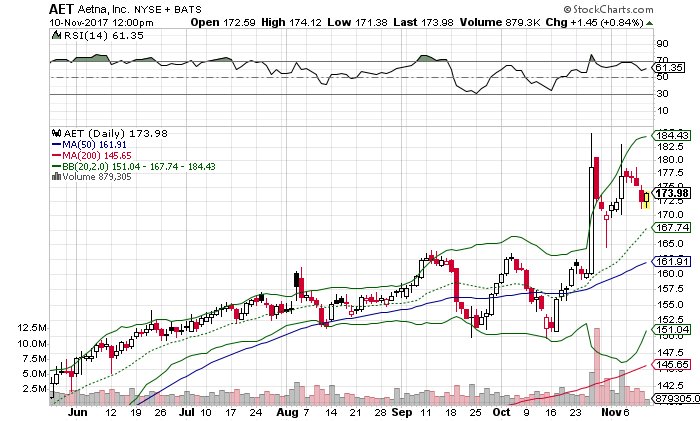 AET Aetna, Inc. NYSE + BATS © StockCharts.com
10-Nov-2017 12:00pm Open 172.59 High 174.12 Low 171.38 Last 173.98 Volume 879.3K Chg +1.45 (+0.84%)
RSI(14) 61.35
90
70
61.35
50
30
10
AET (Daily) 173.98
MA(50) 161.91
MA(200) 145.65
BB(20,2.0) 151.04 - 167.74 - 184.43
Volume 879,305
184.43
182.5
180.0
177.5
175.0
173.98
172.5
170.0
167.74
165.0
161.91
160.0
157.5
155.0
152.5
151.04
147.5
145.65
142.5
879305.0
12.5M
10.0M
7.5M
5.0M
2.5M
Jun 12 19 26 Jul 10 17 24 Aug 7 14 21 28 Sep 11 18 25 Oct 9 16 23 Nov 6